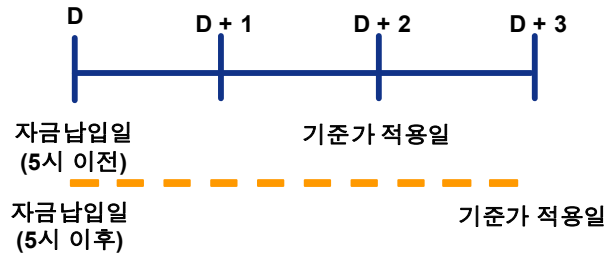 D
D + 1
D + 2
D + 3
자금납입일
(5시 이전)
기준가 적용일
자금납입일
(5시 이후)
기준가 적용일